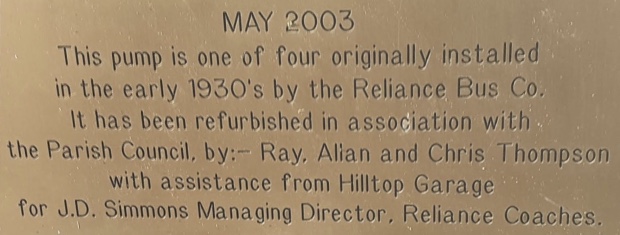 MAY 2003
This pump is one of four originally installed
in the early 1930's by the Reliance Bus Co.
It has been refurbished in association with
the Parish Council, by:- Ray, Alian and Chris Thompson
with assistance from Hilltop Garage
for J.D. Simmons Managing Director, Reliance Coaches.